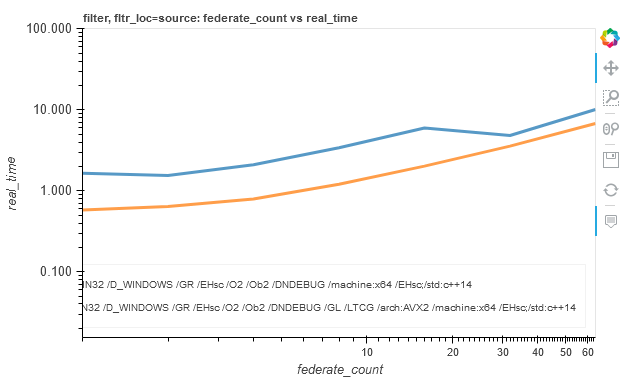 filter, fltr_loc=source: federate_count vs real_time
100.000
10.000
1.000
0.100
real_time
IN32 /D_WINDOWS /GR /EHsc /O2 /Ob2 /DNDEBUG /machine:x64 /EHsc;/std:c++14
N32 /D_WINDOWS /GR /EHsc /O2 /Ob2 /DNDEBUG /GL /LTCG /arch:AVX2 /machine:x64 /EHsc;/std:c++14
10 20 30 40 50 60
federate_count